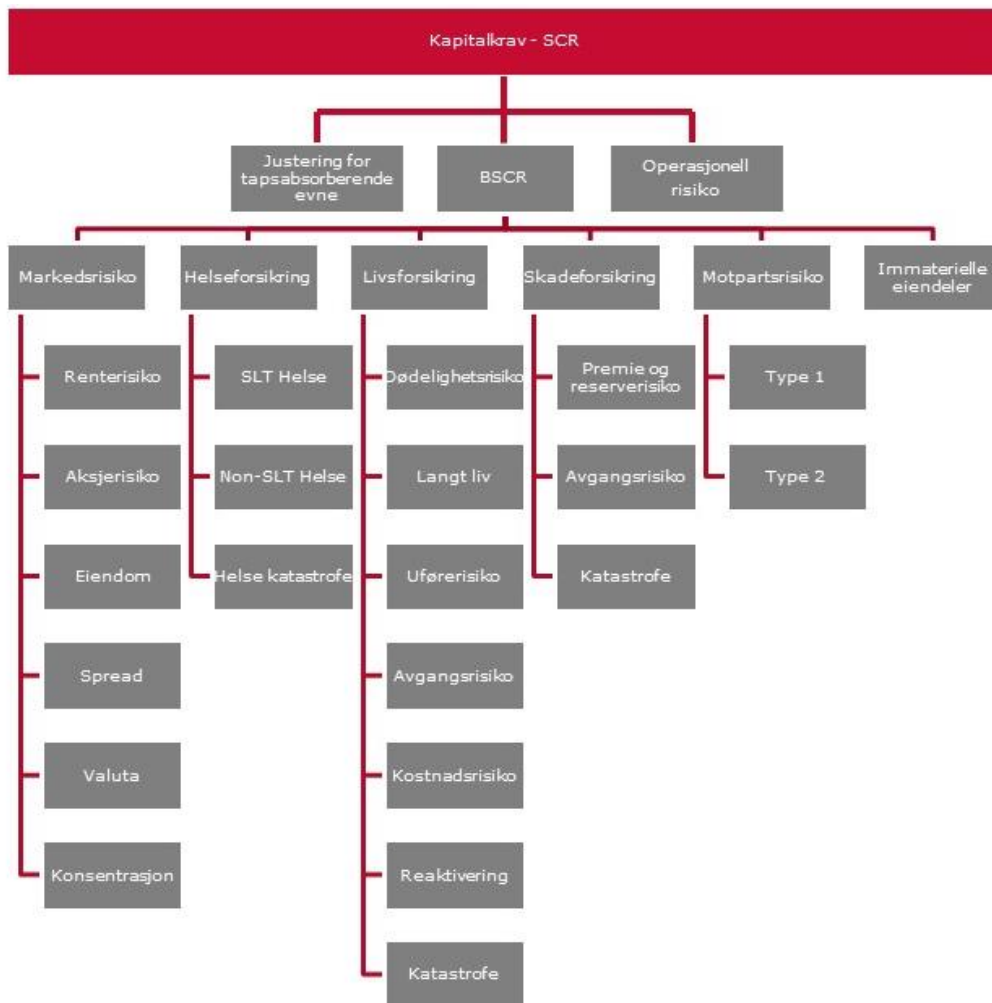 Kapitalkrav - SCR
Justering for
tapsabsorberende
evne
BSCR
Operasjonell
risiko
Markedsrisiko
Helseforsikring
Livsforsikring
Skadeforsikring
Motpartsrisiko
Immaterielle
eiendeler
Renterisiko
Aksjerisiko
Eiendom
Spread
Valuta
Konsentrasjon
SLT Helse
Non-SLT Helse
Helse katastrofe
Dødelighetsrisiko
Langt liv
Uførerisiko
Avgangsrisiko
Kostnadsrisiko
Reaktivering
Katastrofe
Premie og
reserverisiko
Avgangsrisiko
Katastrofe
Type 1
Type 2